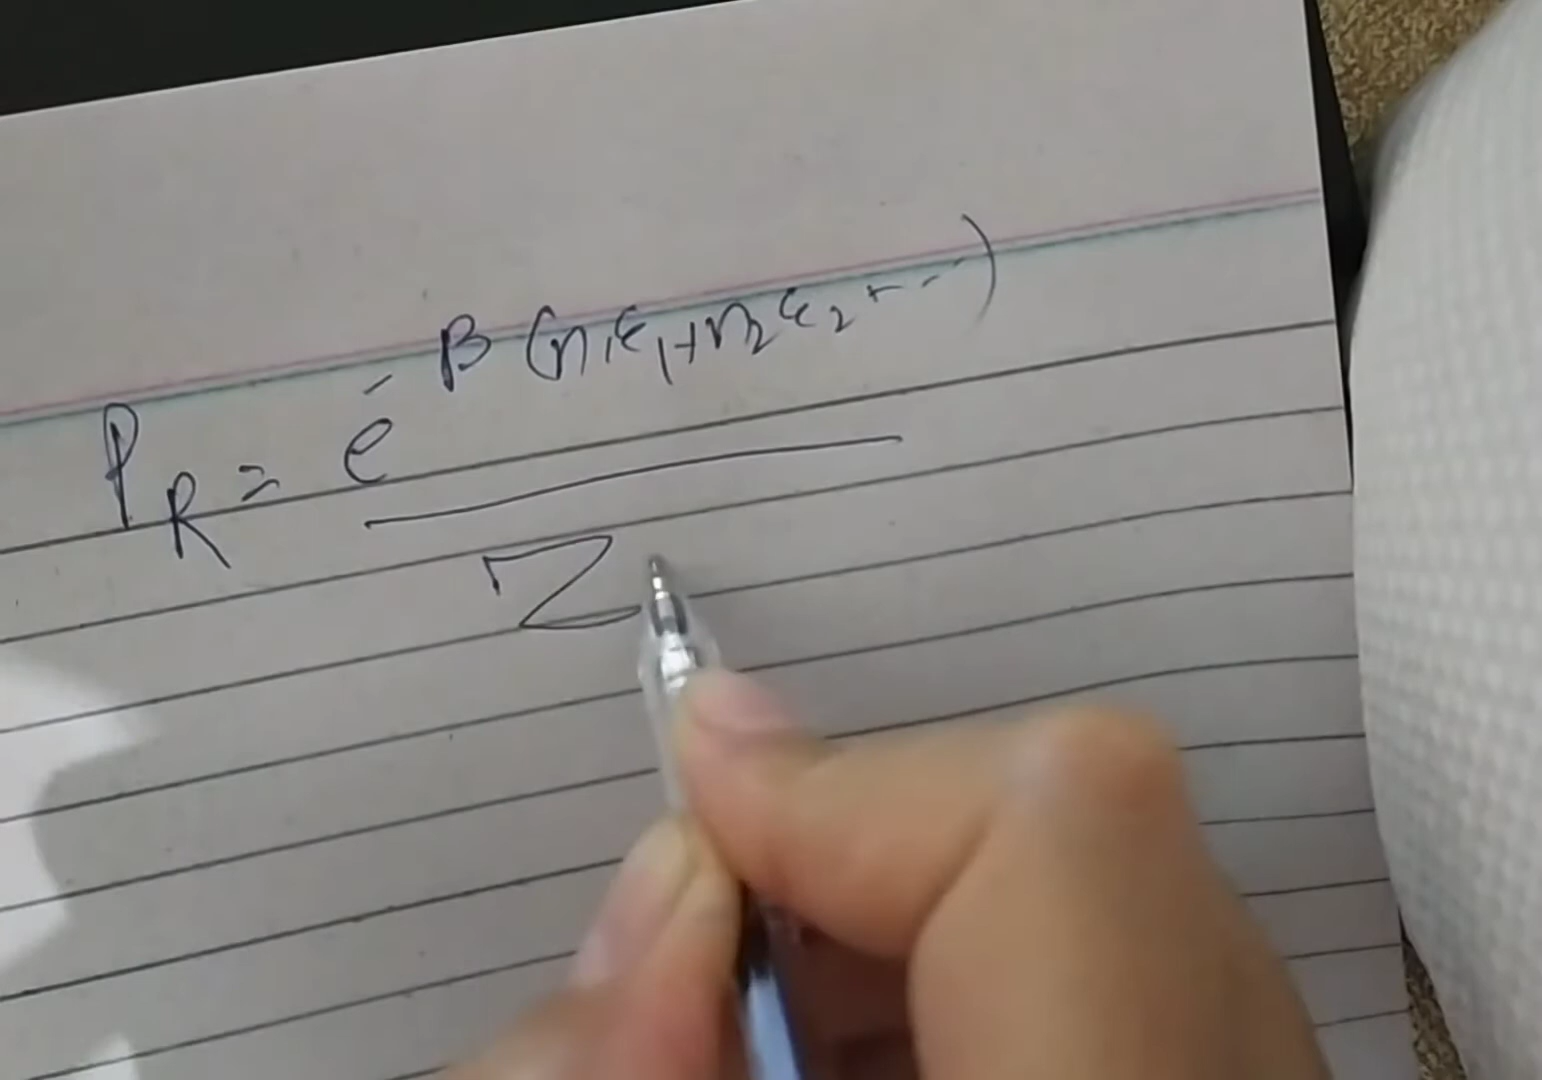 P_R = e^{-β(n₁ε₁+n₂ε₂+--)}
Z